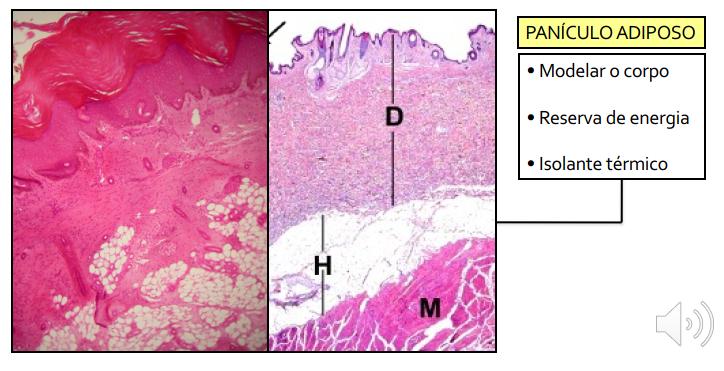 PANÍCULO ADIPOSO
• Modelar o corpo
• Reserva de energia
• Isolante térmico
D
H
M